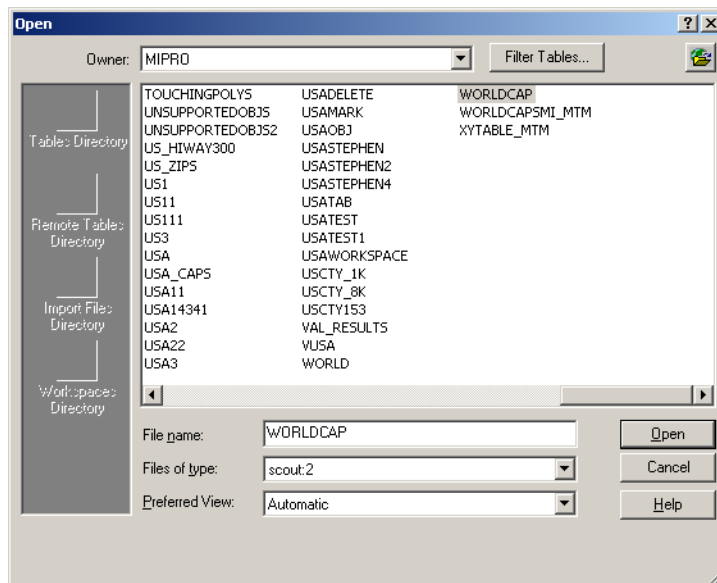 Open
Owner:
MIPRO
Filter Tables...
Tables Directory
Remote Tables
Directory
Import Files
Directory
Workspaces
Directory
TOUCHINGPOLYS
UNSUPPORTEDOBJS
UNSUPPORTEDOBJS2
US_HIWAY300
US_ZIPS
US1
US11
US111
US3
USA
USA_CAPS
USA11
USA14341
USA2
USA22
USA3
USADELETE
USAMARK
USAOBJ
USASTEPHEN
USASTEPHEN2
USASTEPHEN4
USATAB
USATEST
USATEST1
USAWORKSPACE
USCTY_1K
USCTY_8K
USCTY153
VAL_RESULTS
VUSA
WORLD
WORLDCAP
WORLDCAPSMI_MTM
XYTABLE_MTM
File name:
WORLDCAP
Open
Files of type:
scout:2
Cancel
Preferred View:
Automatic
Help